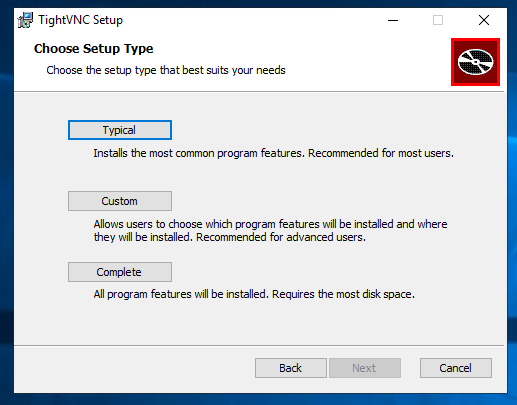 TightVNC Setup
Choose Setup Type
Choose the setup type that best suits your needs
Typical
Installs the most common program features. Recommended for most users.
Custom
Allows users to choose which program features will be installed and where
they will be installed. Recommended for advanced users.
Complete
All program features will be installed. Requires the most disk space.
Back
Next
Cancel